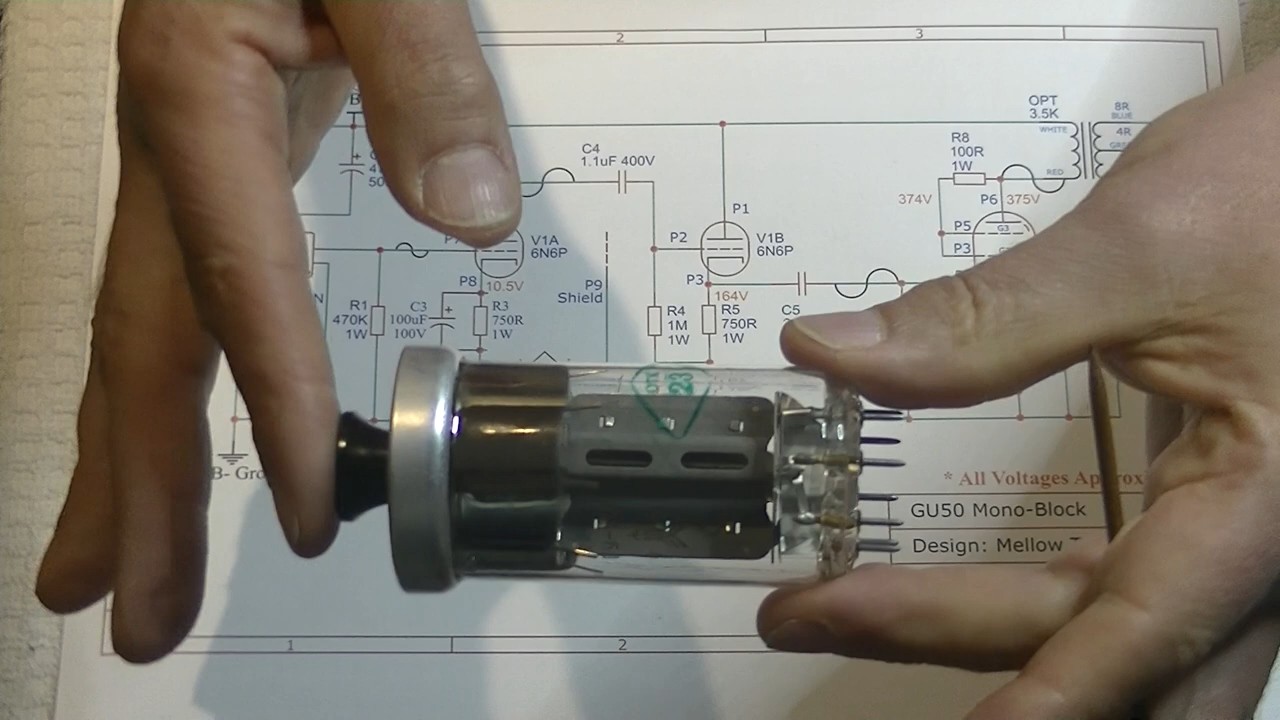 2
3
B
C4
1.1uF 400V
OPT
3.5K
WHITE
8R
BLUE
4R
R8
100R
1W
RED
374V
P6
375V
P1
P5
P3
G3
V1A
6N6P
P2
V1B
6N6P
P8
10.5V
P9
Shield
P3
164V
C5
R1
470K
1W
C3
100uF
100V
R3
750R
1W
R4
1M
1W
R5
750R
1W
N
23
* All Voltages
GU50 Mono-Block
Design: Mellow
1
2